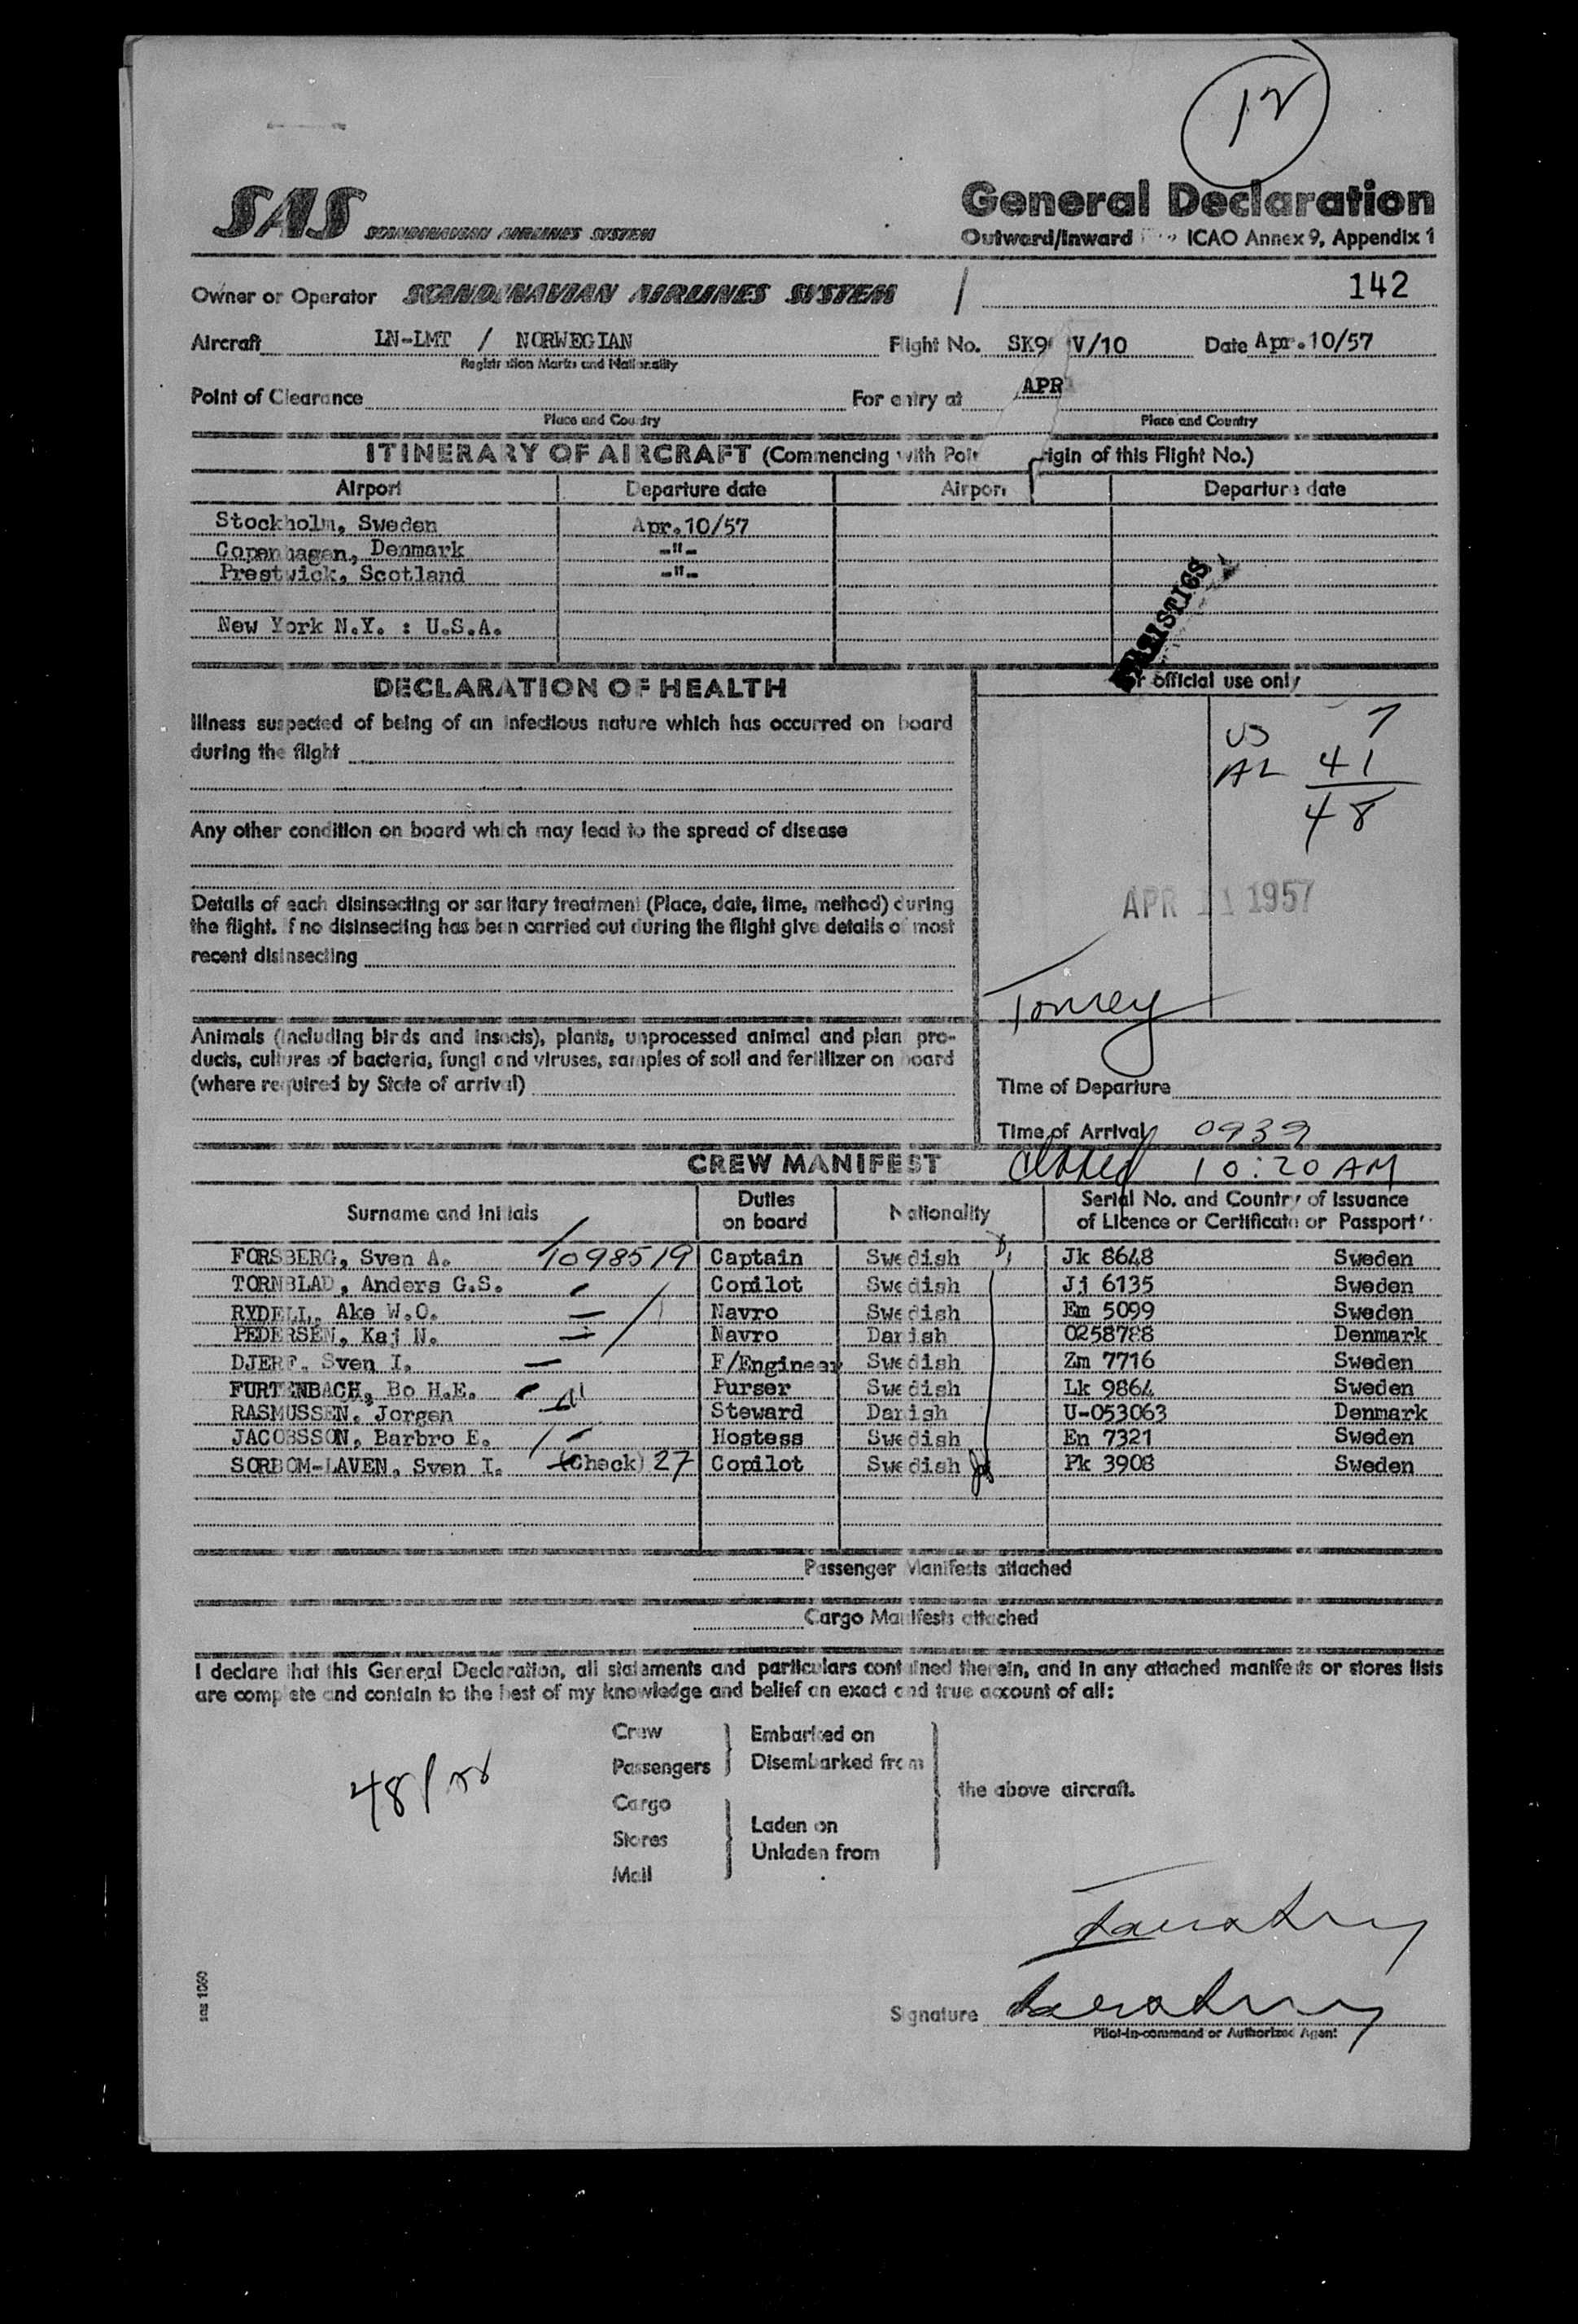 12
SAS SCANDINAVIAN AIRLINES SYSTEM
General Declaration
Outward/Inward ICAO Annex 9, Appendix 1
Owner or Operator SCANDINAVIAN AIRLINES SYSTEM / 142
Aircraft LN-LMT / NORWEGIAN Flight No. SK9 V/10 Date Apr.10/57
Registration Marks and Nationality
Point of Clearance For entry at APR
Place and Country Place and Country
ITINERARY OF AIRCRAFT (Commencing with Poi rigin of this Flight No.)
Airport Departure date Airport Departure date
Stockholm, Sweden Apr.10/57
Copenhagen, Denmark -"-
Prestwick, Scotland -"-
New York N.Y. : U.S.A.
STATISTICS
DECLARATION OF HEALTH
official use only
Illness suspected of being of an infectious nature which has occurred on board
during the flight
US 7
AL 41
48
Any other condition on board which may lead to the spread of disease
Details of each disinsecting or sanitary treatment (Place, date, time, method) during
the flight. If no disinsecting has been carried out during the flight give details of most
recent disinsecting
APR 11 1957
Animals (including birds and insects), plants, unprocessed animal and plan pro-
ducts, cultures of bacteria, fungi and viruses, samples of soil and fertilizer on board
(where required by State of arrival)
Time of Departure
Time of Arrival 0939
CREW MANIFEST
closed 10:20 AM
Surname and Initials Duties on board Nationality Serial No. and Country of Issuance of Licence or Certificate or Passport
FORSBERG, Sven A. 1098519 Captain Swedish Jk 8648 Sweden
TORNBLAD, Anders G.S. Copilot Swedish Jj 6135 Sweden
RYDELL, Ake W.O. Navro Swedish Em 5099 Sweden
PEDERSEN, Kaj N. Navro Danish 0258788 Denmark
DJERF, Sven I. F/Engineer Swedish Zm 7716 Sweden
FURTENBACH, Bo H.E. Purser Swedish Lk 9864 Sweden
RASMUSSEN, Jorgen Steward Danish U-053063 Denmark
JACOBSSON, Barbro E. Hostess Swedish En 7321 Sweden
SORBOM-LAVEN, Sven I. (Check) 27 Copilot Swedish Pk 3908 Sweden
Passenger Manifests attached
Cargo Manifests attached
I declare that this General Declaration, all statements and particulars contained therein, and in any attached manifests or stores lists
are complete and contain to the best of my knowledge and belief an exact and true account of all:
Crew
Passengers
Embarked on
Disembarked from
Cargo
Stores
Mail
Laden on
Unladen from
the above aircraft.
48/
Signature
Pilot-in-command or Authorized Agent
sas 1060